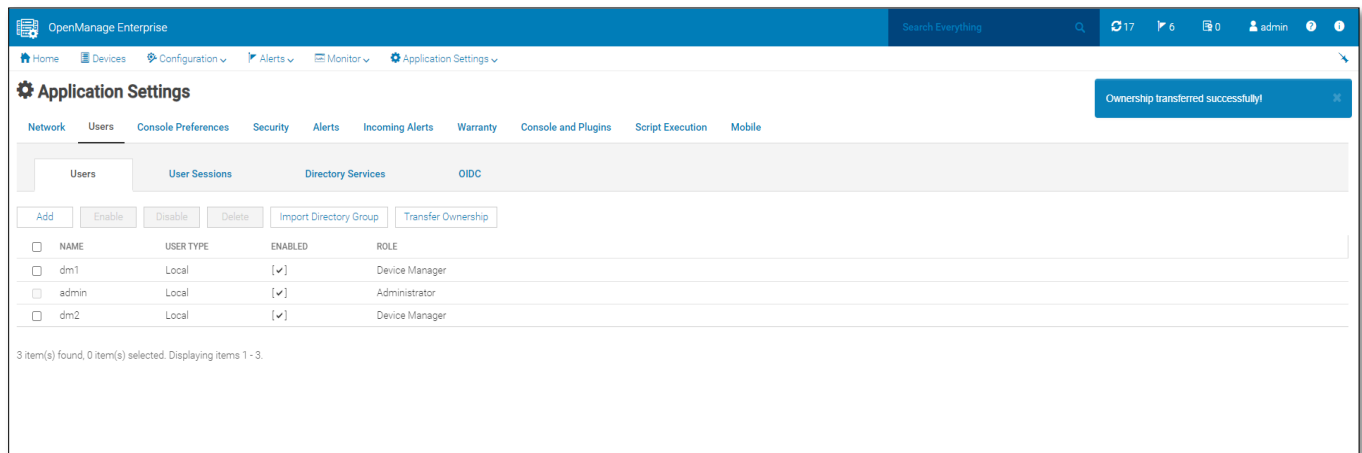 OpenManage Enterprise Search Everything 17 6 0 admin
Home Devices Configuration Alerts Monitor Application Settings
Application Settings
Ownership transferred successfully!
Network Users Console Preferences Security Alerts Incoming Alerts Warranty Console and Plugins Script Execution Mobile
Users User Sessions Directory Services OIDC
Add Enable Disable Delete Import Directory Group Transfer Ownership
NAME USER TYPE ENABLED ROLE
dm1 Local [✔] Device Manager
admin Local [✔] Administrator
dm2 Local [✔] Device Manager
3 item(s) found, 0 item(s) selected. Displaying items 1 - 3.